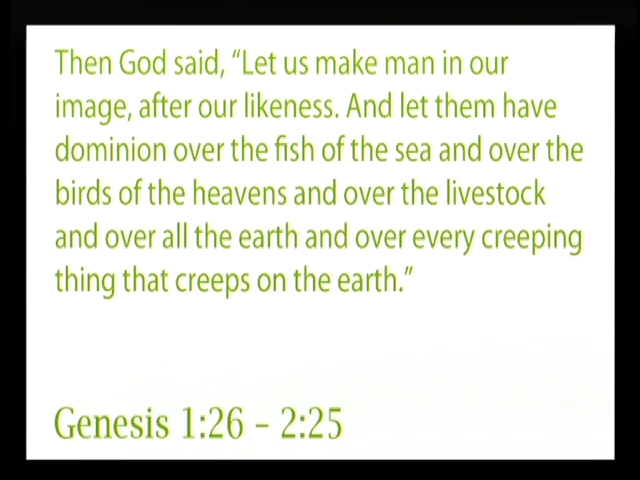 Then God said, “Let us make man in our
image, after our likeness. And let them have
dominion over the fish of the sea and over the
birds of the heavens and over the livestock
and over all the earth and over every creeping
thing that creeps on the earth.”
Genesis 1:26 – 2:25